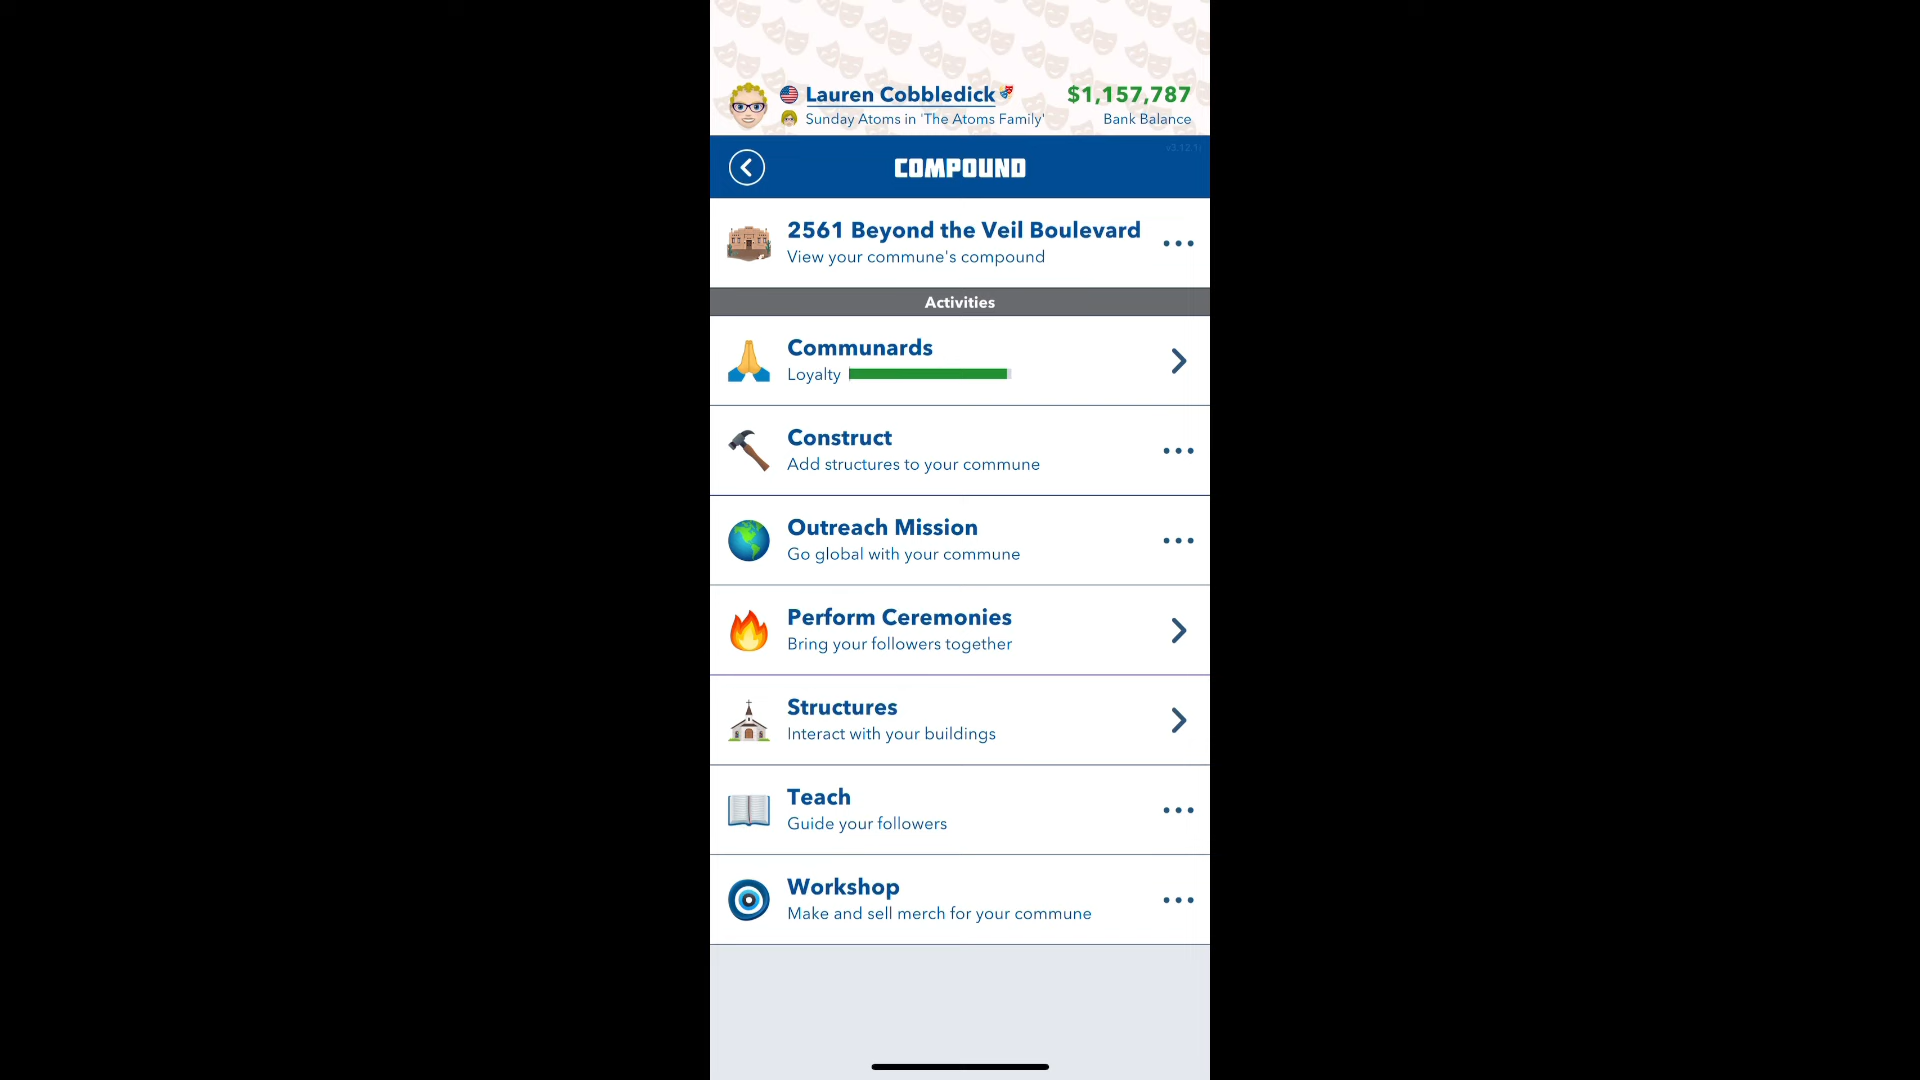 Lauren Cobbledick
$1,157,787
Sunday Atoms in 'The Atoms Family'
Bank Balance
v3.12.1i
COMPOUND
2561 Beyond the Veil Boulevard
View your commune's compound
Activities
Communards
Loyalty
Construct
Add structures to your commune
Outreach Mission
Go global with your commune
Perform Ceremonies
Bring your followers together
Structures
Interact with your buildings
Teach
Guide your followers
Workshop
Make and sell merch for your commune